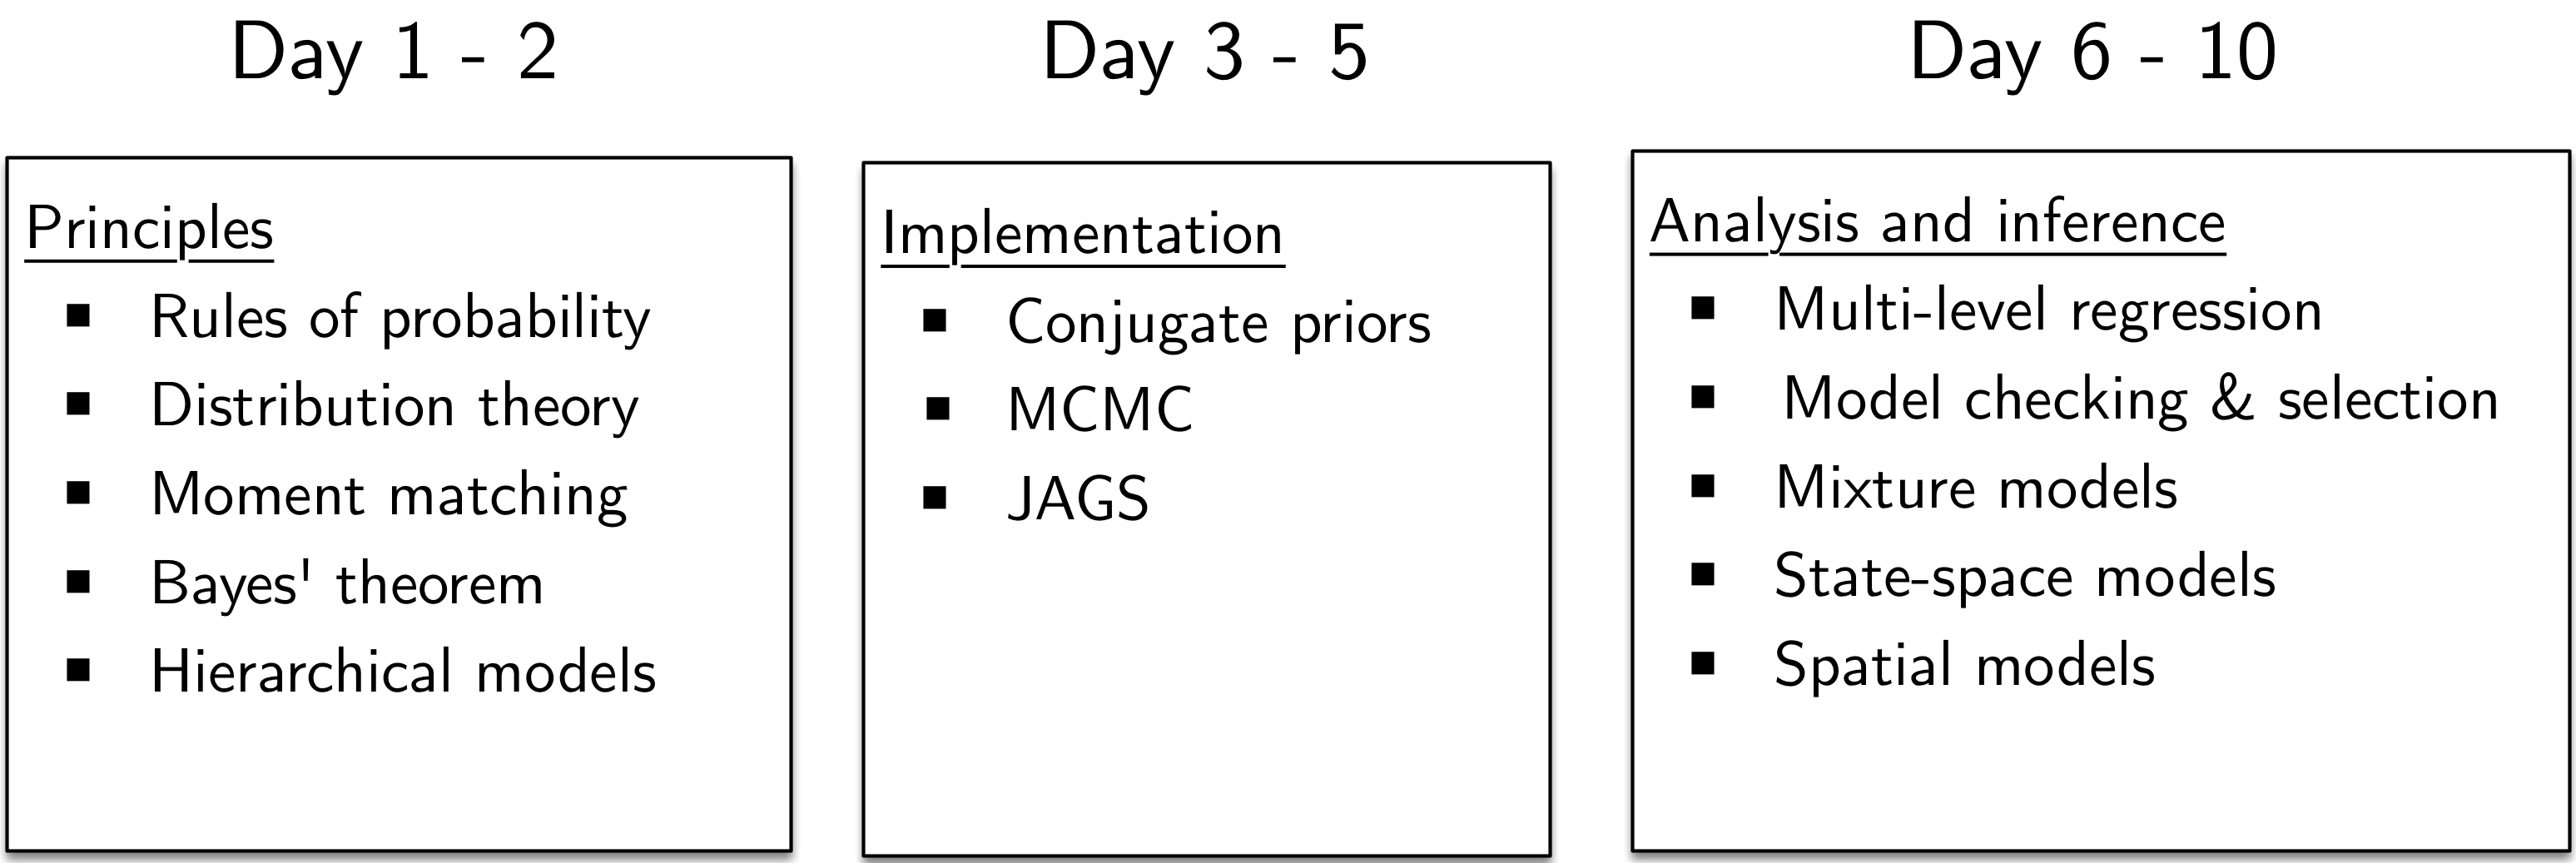 Day 1 - 2
Principles
▪ Rules of probability
▪ Distribution theory
▪ Moment matching
▪ Bayes' theorem
▪ Hierarchical models
Day 3 - 5
Implementation
▪ Conjugate priors
▪ MCMC
▪ JAGS
Day 6 - 10
Analysis and inference
▪ Multi-level regression
▪ Model checking & selection
▪ Mixture models
▪ State-space models
▪ Spatial models